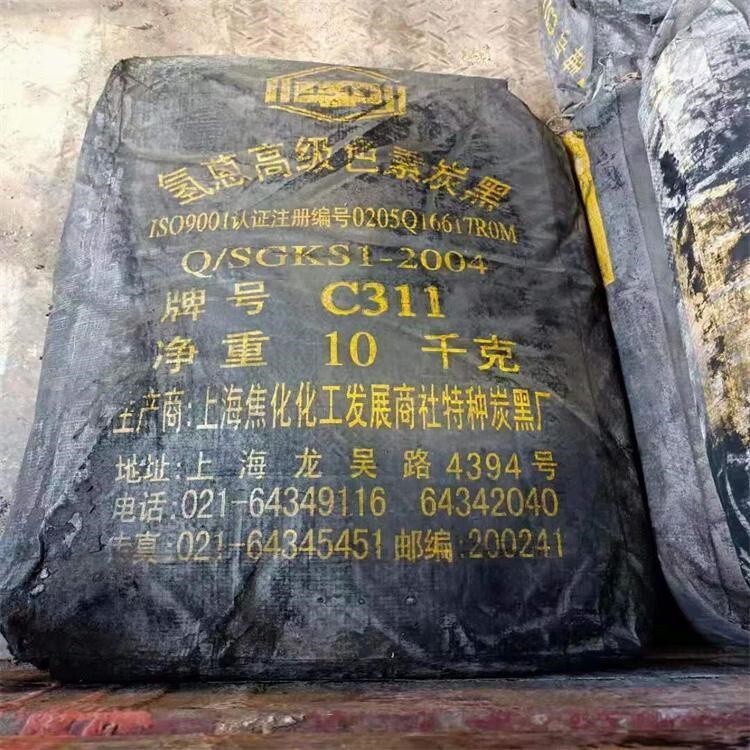 氢蒽高级色素炭黑
ISO9001认证注册编号0205Q16617R0M
Q/SGKS1-2004
牌号 C311
净重 10 千克
生产商:上海焦化化工发展商社特种炭黑厂
地址:上海龙吴路4394号
电话:021-64349116 64342040
传真:021-64345451 邮编:200241